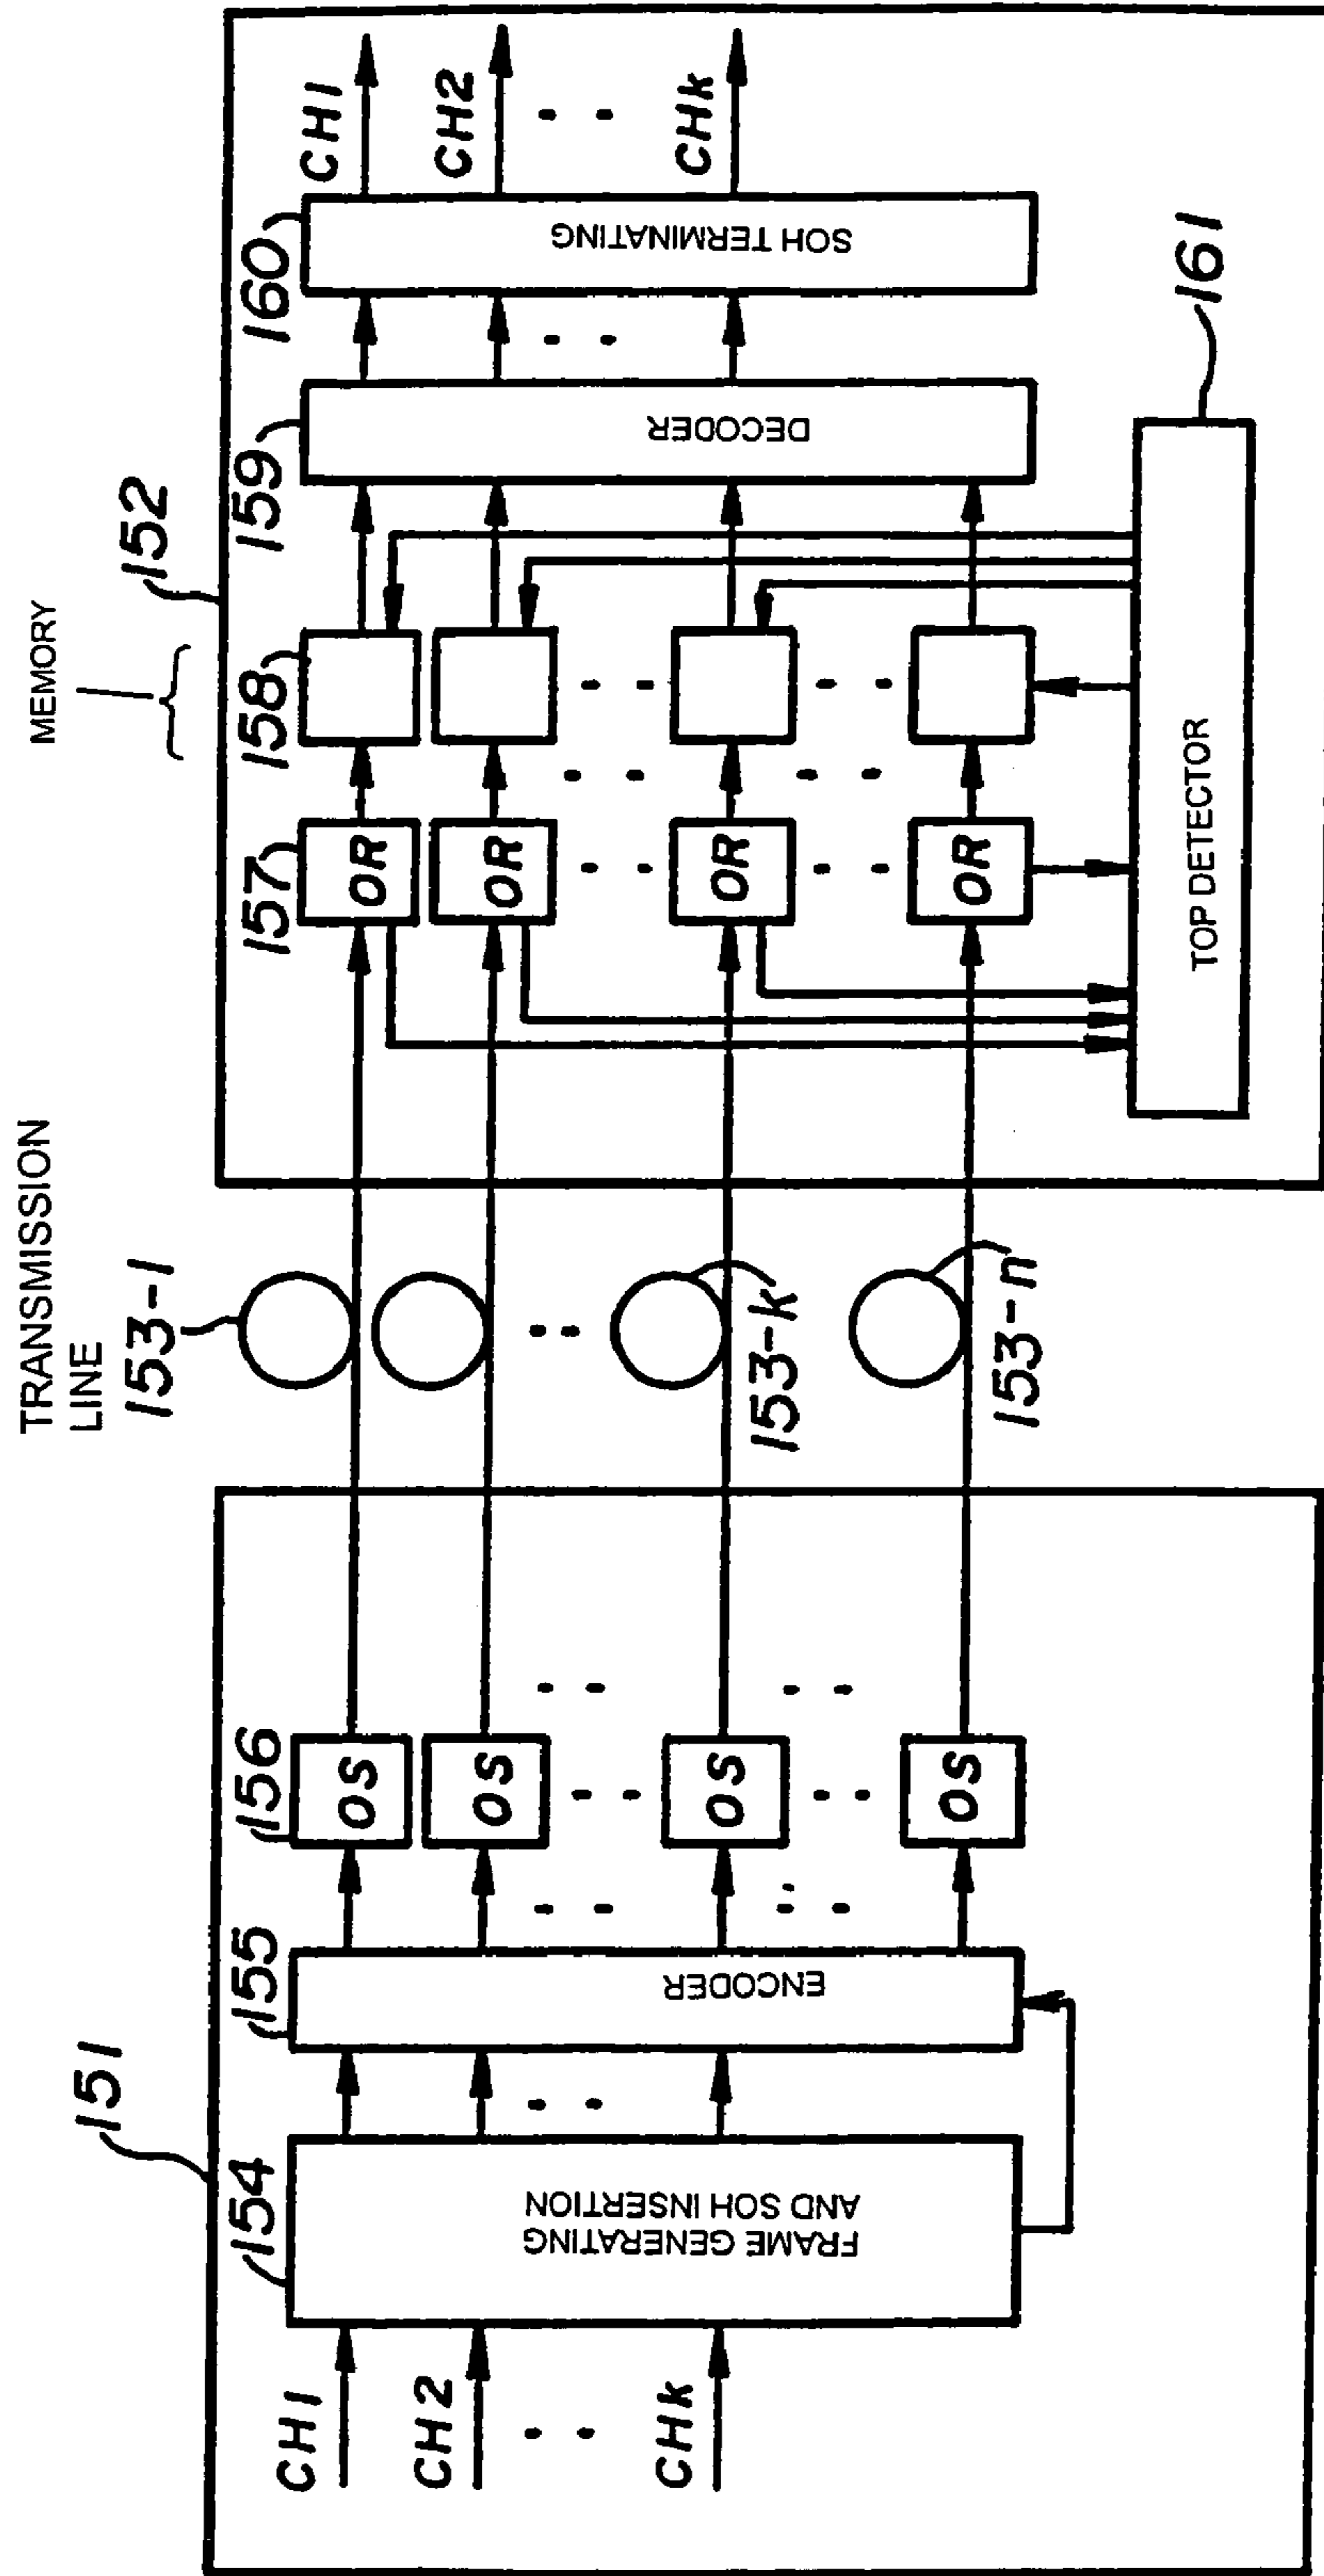 TRANSMISSION
LINE
MEMORY
151
153-1
152
154
155
156
157
158
159
160
CH1
CH2
CHk
FRAME GENERATING
AND SOH INSERTION
ENCODER
OS
OS
OS
OS
153-k
153-n
OR
OR
OR
OR
DECODER
SOH TERMINATING
CH1
CH2
CHk
TOP DETECTOR
161